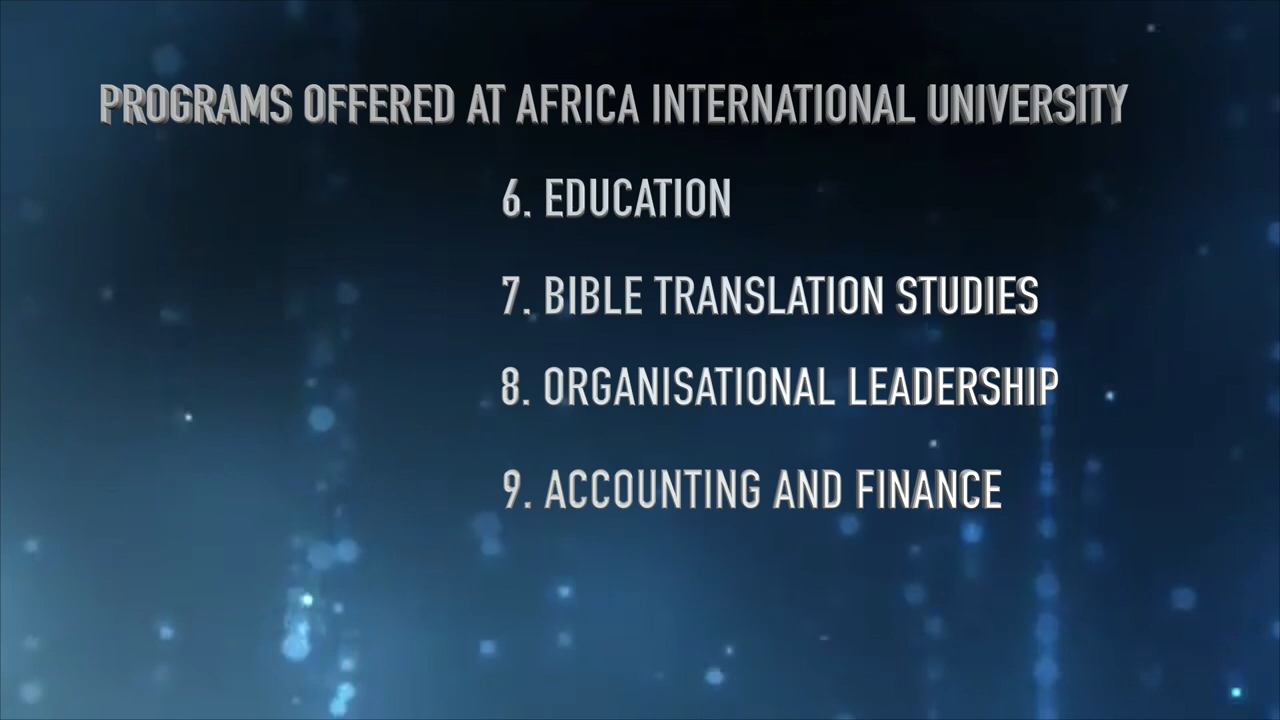 PROGRAMS OFFERED AT AFRICA INTERNATIONAL UNIVERSITY
6. EDUCATION
7. BIBLE TRANSLATION STUDIES
8. ORGANISATIONAL LEADERSHIP
9. ACCOUNTING AND FINANCE